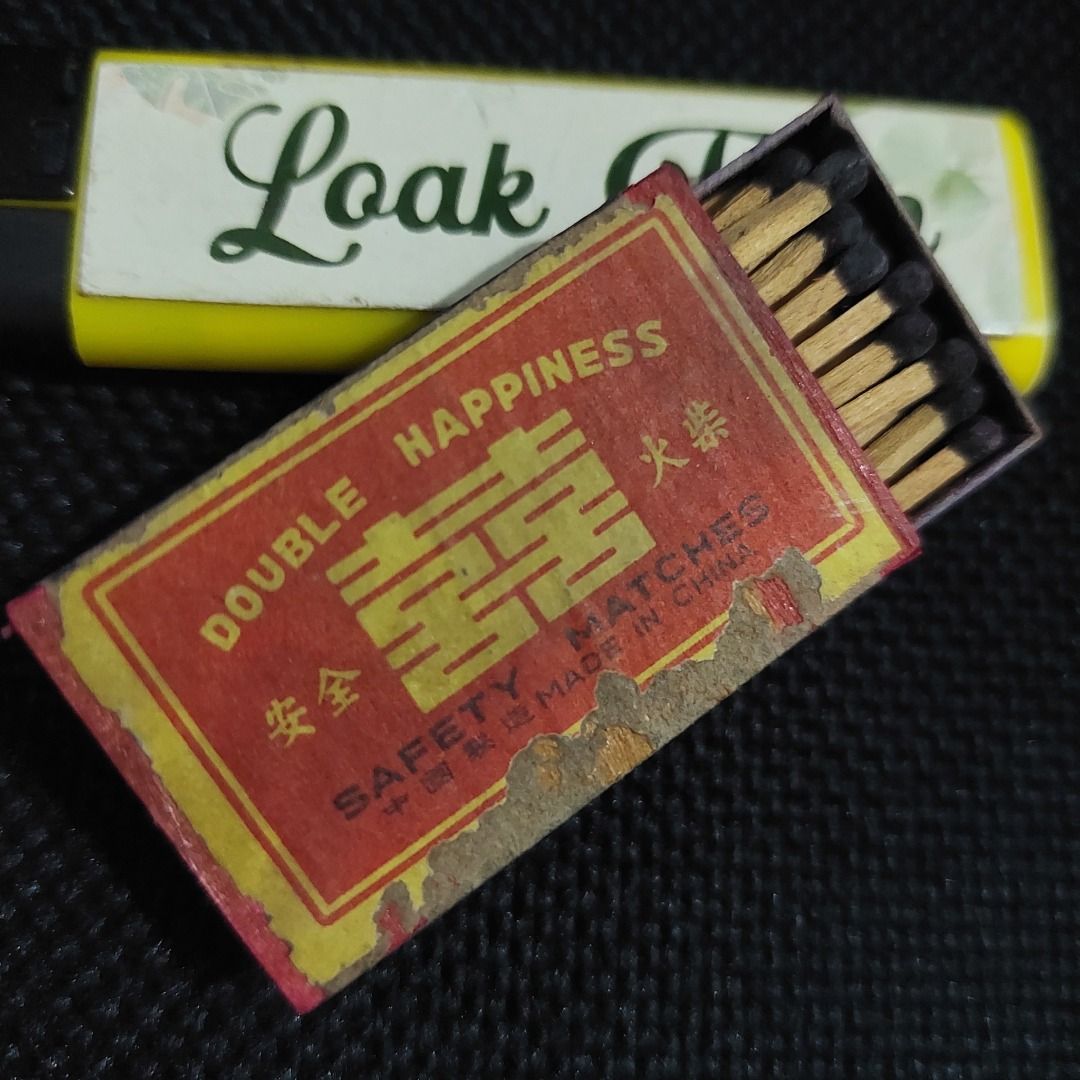 Loak
DOUBLE HAPPINESS
囍
安全 火柴
SAFETY MATCHES
中國製造 MADE IN CHINA